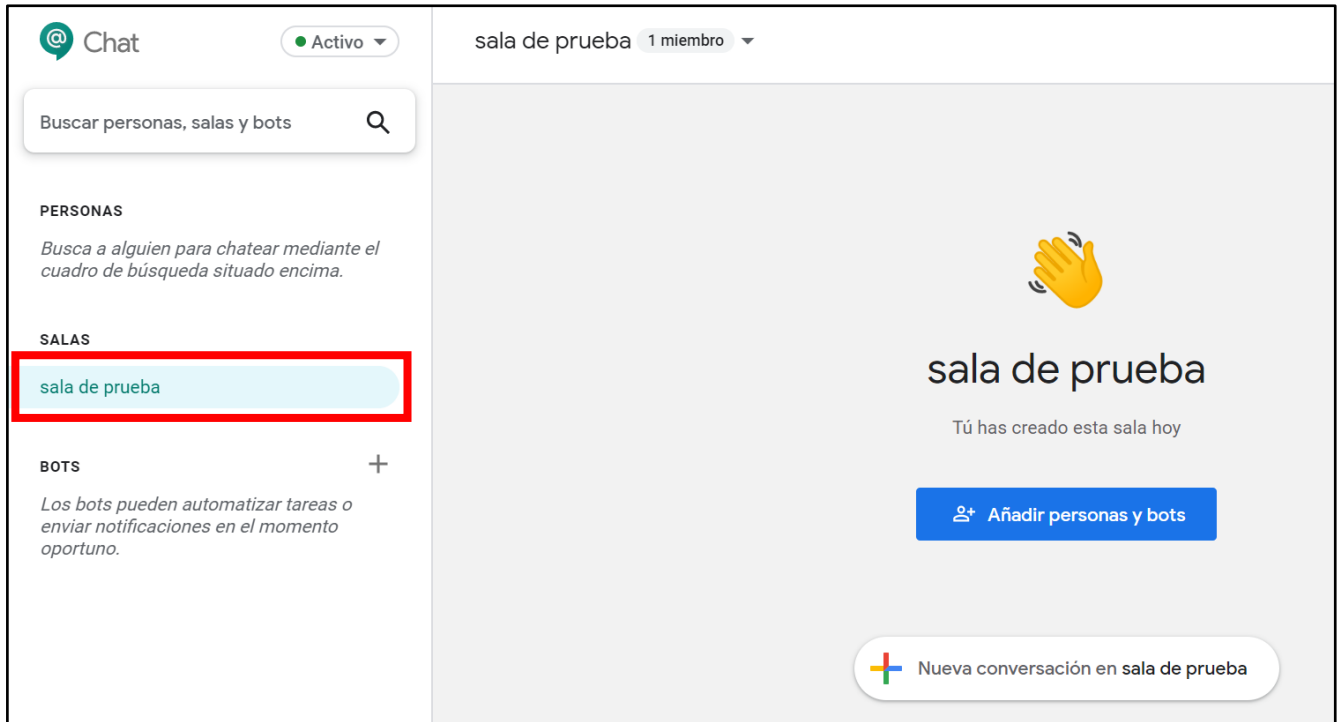 Chat
Activo
Buscar personas, salas y bots
PERSONAS
Busca a alguien para chatear mediante el
cuadro de búsqueda situado encima.
SALAS
sala de prueba
BOTS
Los bots pueden automatizar tareas o
enviar notificaciones en el momento
oportuno.
sala de prueba 1 miembro
sala de prueba
Tú has creado esta sala hoy
Añadir personas y bots
Nueva conversación en sala de prueba